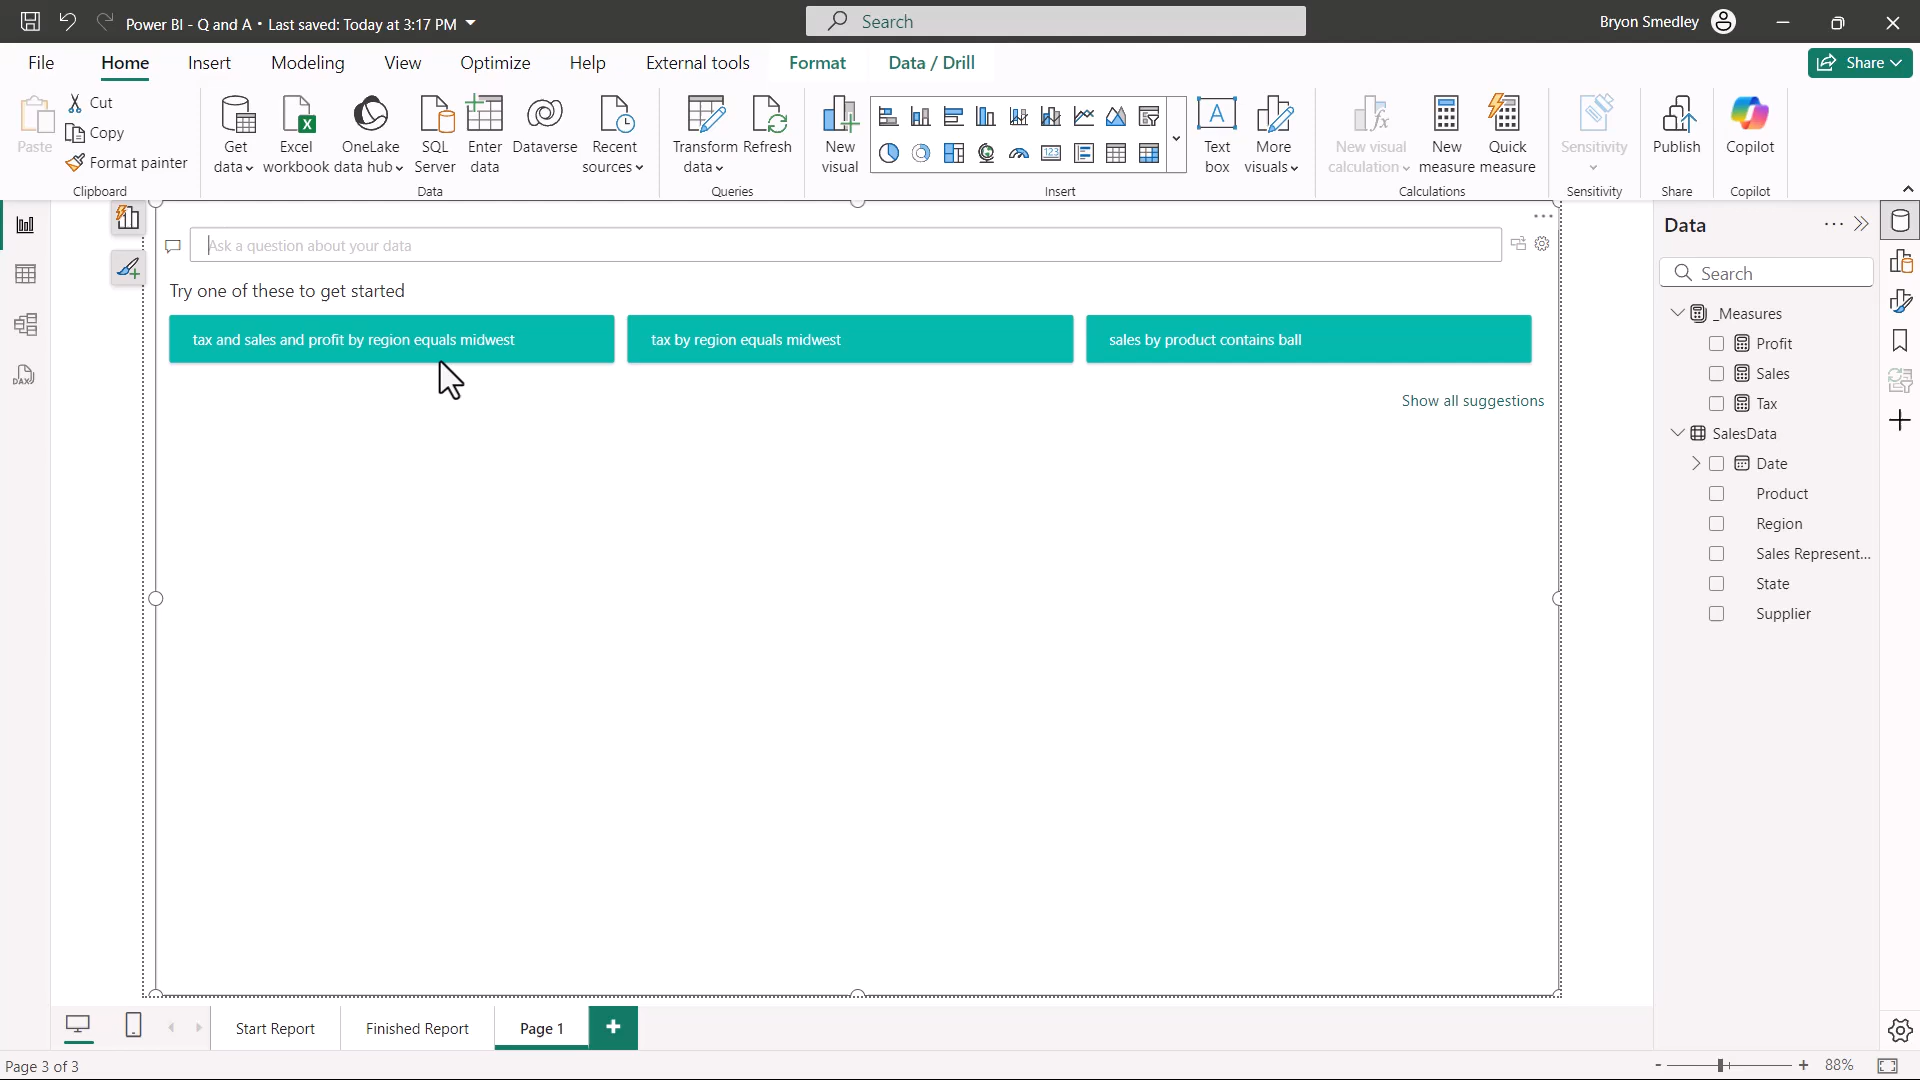 Power BI - Q and A • Last saved: Today at 3:17 PM
Search
Bryon Smedley
File
Home
Insert
Modeling
View
Optimize
Help
External tools
Format
Data / Drill
Share
Paste
Cut
Copy
Format painter
Clipboard
Get data
Excel workbook
OneLake data hub
SQL Server
Enter data
Dataverse
Recent sources
Data
Transform data
Refresh
Queries
New visual
A
Text box
More visuals
Insert
New visual calculation
New measure
Quick measure
Calculations
Sensitivity
Sensitivity
Publish
Share
Copilot
Copilot
Ask a question about your data
Try one of these to get started
tax and sales and profit by region equals midwest
tax by region equals midwest
sales by product contains ball
Show all suggestions
DAX
Data
Search
_Measures
Profit
Sales
Tax
SalesData
Date
Product
Region
Sales Represent...
State
Supplier
Start Report
Finished Report
Page 1
Page 3 of 3
88%